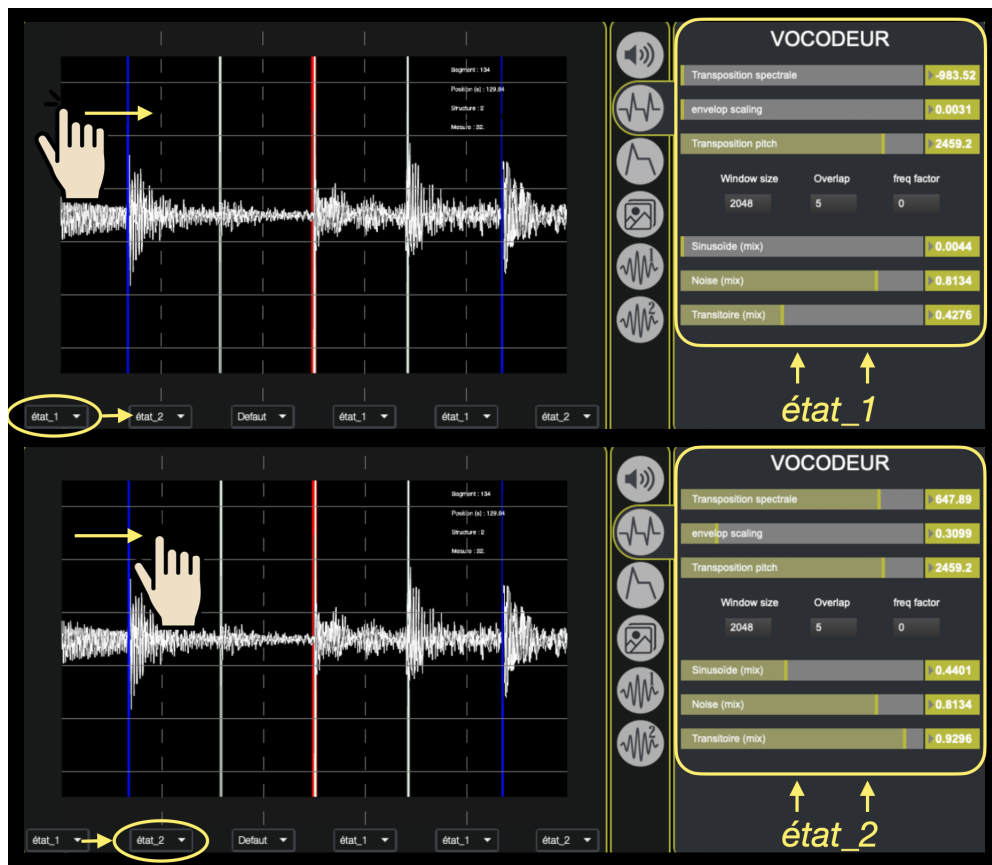 VOCODEUR
Segment : 134
Transposition spectrale -983.52
Position (s) : 129.64
envelop scaling 0.0031
Structure : 2
Mesure : 32.
Transposition pitch 2459.2
Window size Overlap freq factor
2048 5 0
Sinusoïde (mix) 0.0044
1
Noise (mix) 0.8134
2
Transitoire (mix) 0.4276
état_1 état_2 Defaut état_1 état_1 état_2
état_1
VOCODEUR
Segment : 134
Transposition spectrale 647.89
Position (s) : 129.64
Structure : 2
envelop scaling 0.3099
Mesure : 32.
Transposition pitch 2459.2
Window size Overlap freq factor
2048 5 0
Sinusoïde (mix) 0.4401
1
Noise (mix) 0.8134
2
Transitoire (mix) 0.9296
état_1 état_2 Defaut état_1 état_1 état_2
état_2